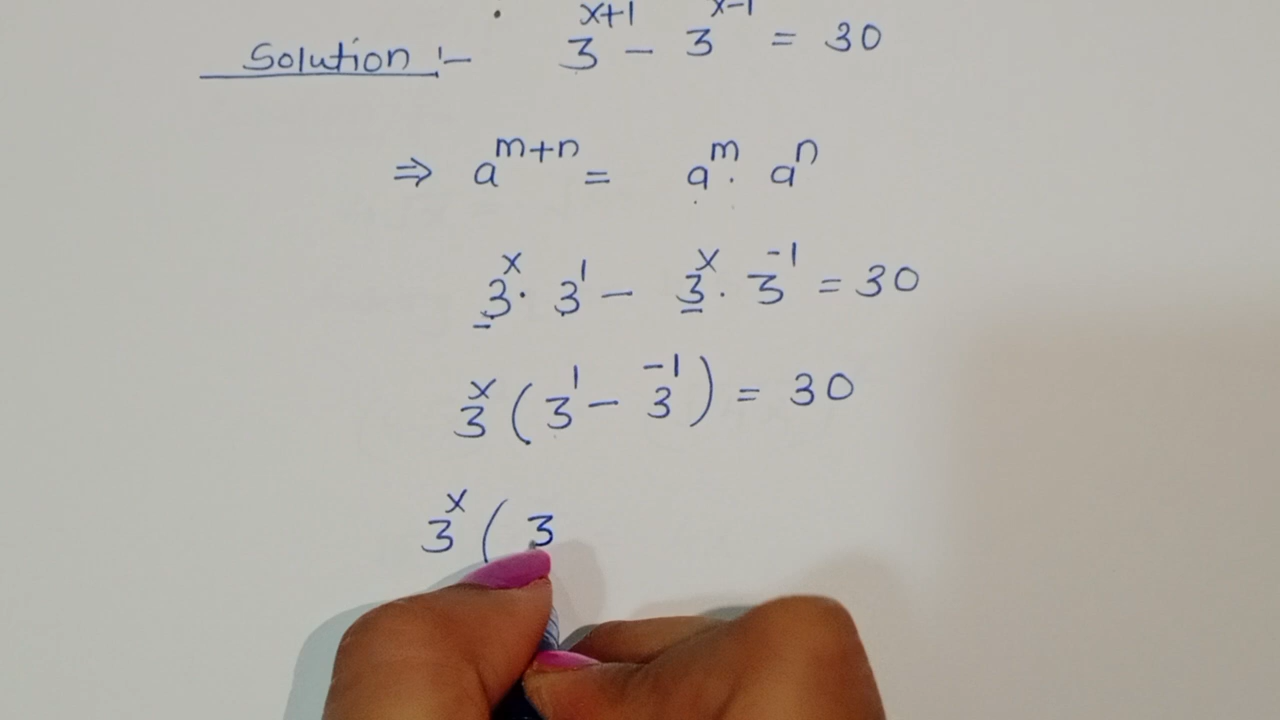 Solution :- 3^{x+1} - 3^{x-1} = 30
⇒ a^{m+n} = a^m . a^n
3^x . 3^1 - 3^x . 3^{-1} = 30
3^x ( 3^1 - 3^{-1} ) = 30
3^x ( 3